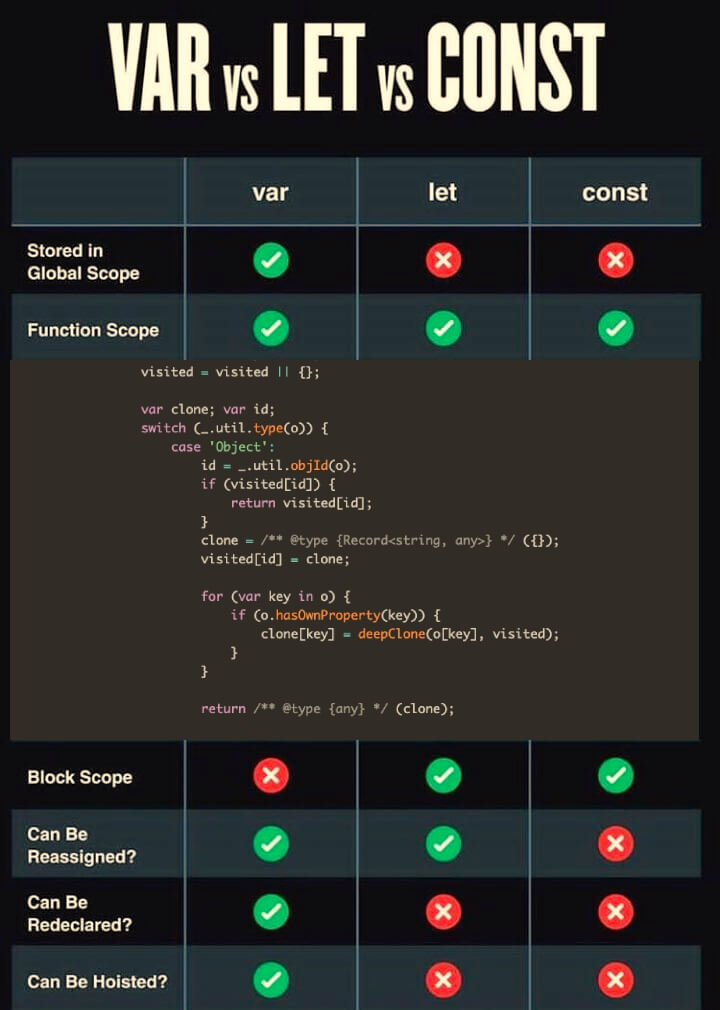 VAR VS LET VS CONST
var let const
Stored in
Global Scope
Function Scope
visited = visited || {};
var clone; var id;
switch (_.util.type(o)) {
case 'Object':
id = _.util.objId(o);
if (visited[id]) {
return visited[id];
}
clone = /** @type {Record<string, any>} */ ({});
visited[id] = clone;
for (var key in o) {
if (o.hasOwnProperty(key)) {
clone[key] = deepClone(o[key], visited);
}
}
return /** @type {any} */ (clone);
Block Scope
Can Be
Reassigned?
Can Be
Redeclared?
Can Be Hoisted?